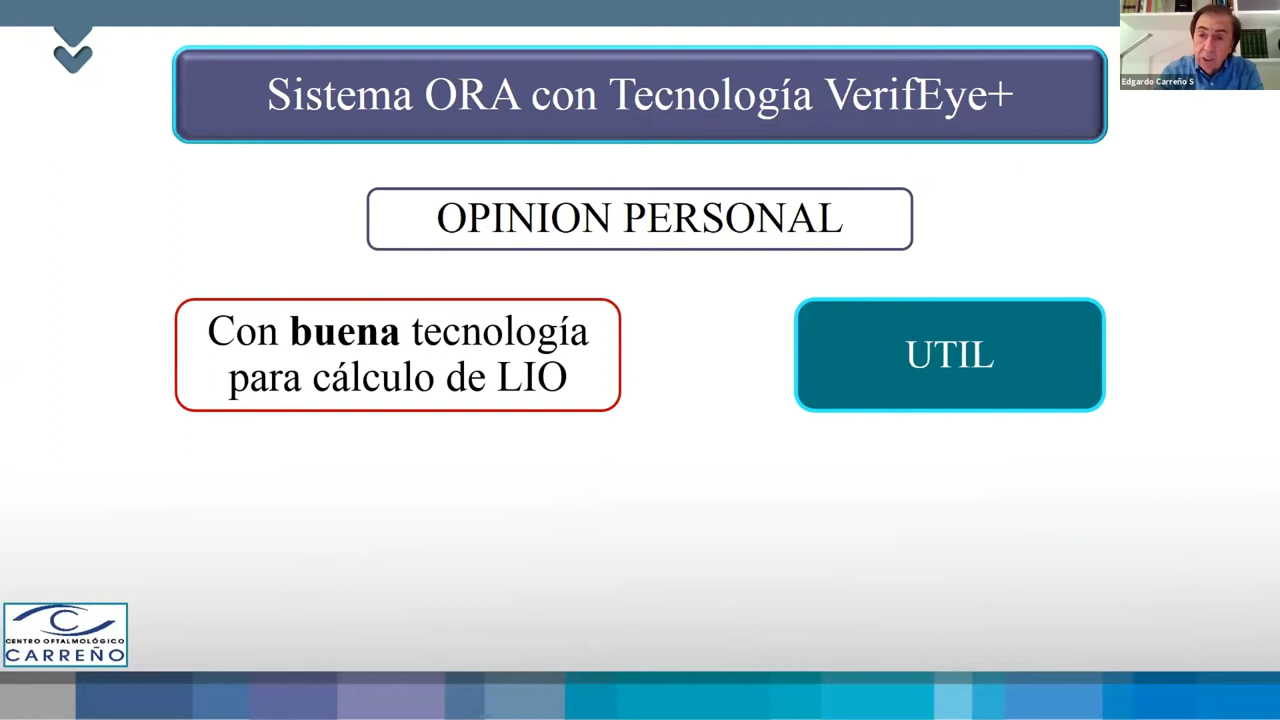 Sistema ORA con Tecnología VerifEye+
Edgardo Carreño S
OPINION PERSONAL
Con buena tecnología
para cálculo de LIO
UTIL
CENTRO OFTALMOLÓGICO
CARREÑO